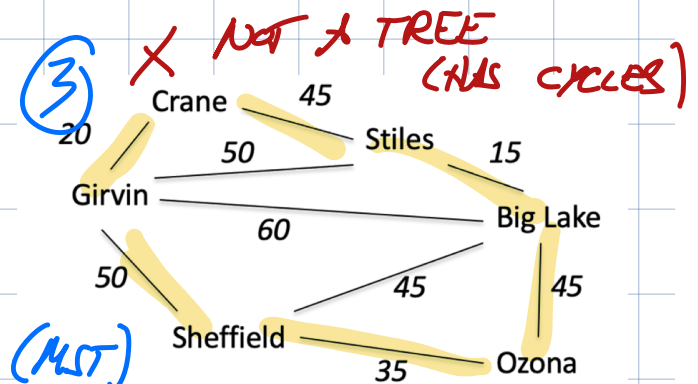 X NOT A TREE
(HAS CYCLES)
3
Crane
45
20
Stiles
50
15
Girvin
Big Lake
60
50
45
45
Sheffield
(MST)
35
Ozona